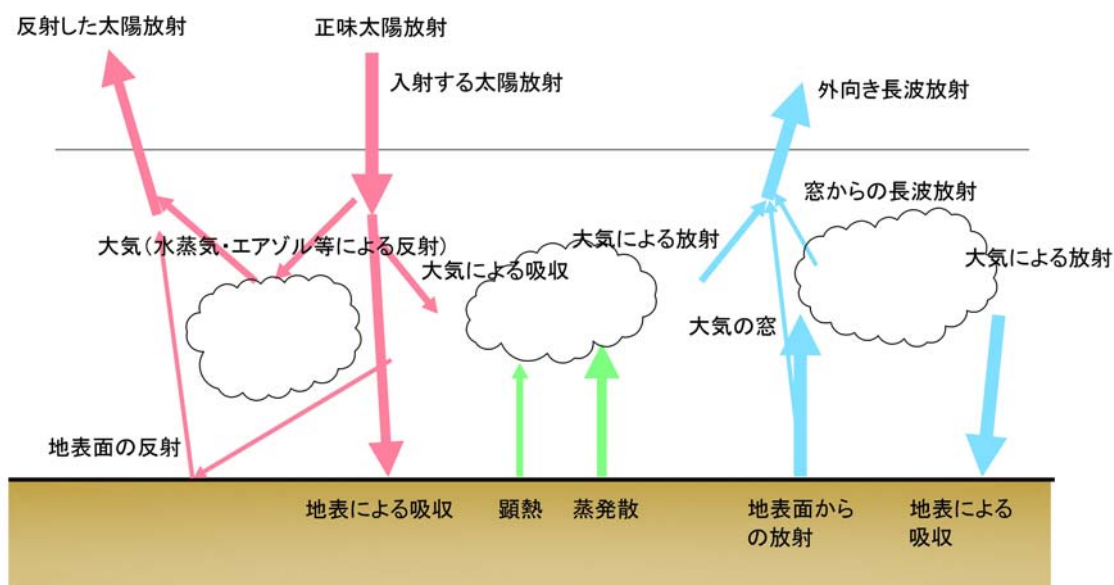 反射した太陽放射
正味太陽放射
入射する太陽放射
外向き長波放射
窓からの長波放射
大気（水蒸気・エアゾル等による反射）
大気による放射
大気による吸収
大気による放射
大気の窓
地表面の反射
地表による吸収
顕熱
蒸発散
地表面から
の放射
地表による
吸収